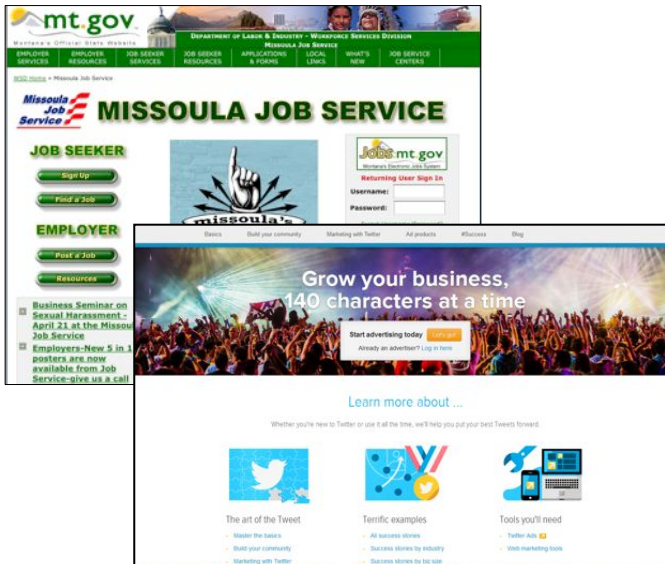 mt.gov
Montana's Official State Website
DEPARTMENT OF LABOR & INDUSTRY - WORKFORCE SERVICES DIVISION
MISSOULA JOB SERVICE
EMPLOYER SERVICES
EMPLOYER RESOURCES
JOB SEEKER SERVICES
JOB SEEKER RESOURCES
APPLICATIONS & FORMS
LOCAL LINKS
WHAT'S NEW
JOB SERVICE CENTERS
WSD Home » Missoula Job Service
Missoula
Job
Service
MISSOULA JOB SERVICE
JOB SEEKER
Sign Up
Find a Job
EMPLOYER
Post a Job
Resources
Business Seminar on
Sexual Harassment -
April 21 at the Missou
Job Service
Employers-New 5 in 1
posters are now
available from Job
Service-give us a call
missoula's
Jobs.mt.gov
Montana's Electronic Jobs System
Returning User Sign In
Username:
Password:
Basics Build your community Marketing with Twitter Ad products #Success Blog
Grow your business,
140 characters at a time
Start advertising today Let's go!
Already an advertiser? Log in here
Learn more about ...
Whether you're new to Twitter or use it all the time, we'll help you put your best Tweets forward.
The art of the Tweet
Master the basics
Build your community
Marketing with Twitter
Terrific examples
All success stories
Success stories by industry
Success stories by biz size
Tools you'll need
Twitter Ads
Web marketing tools